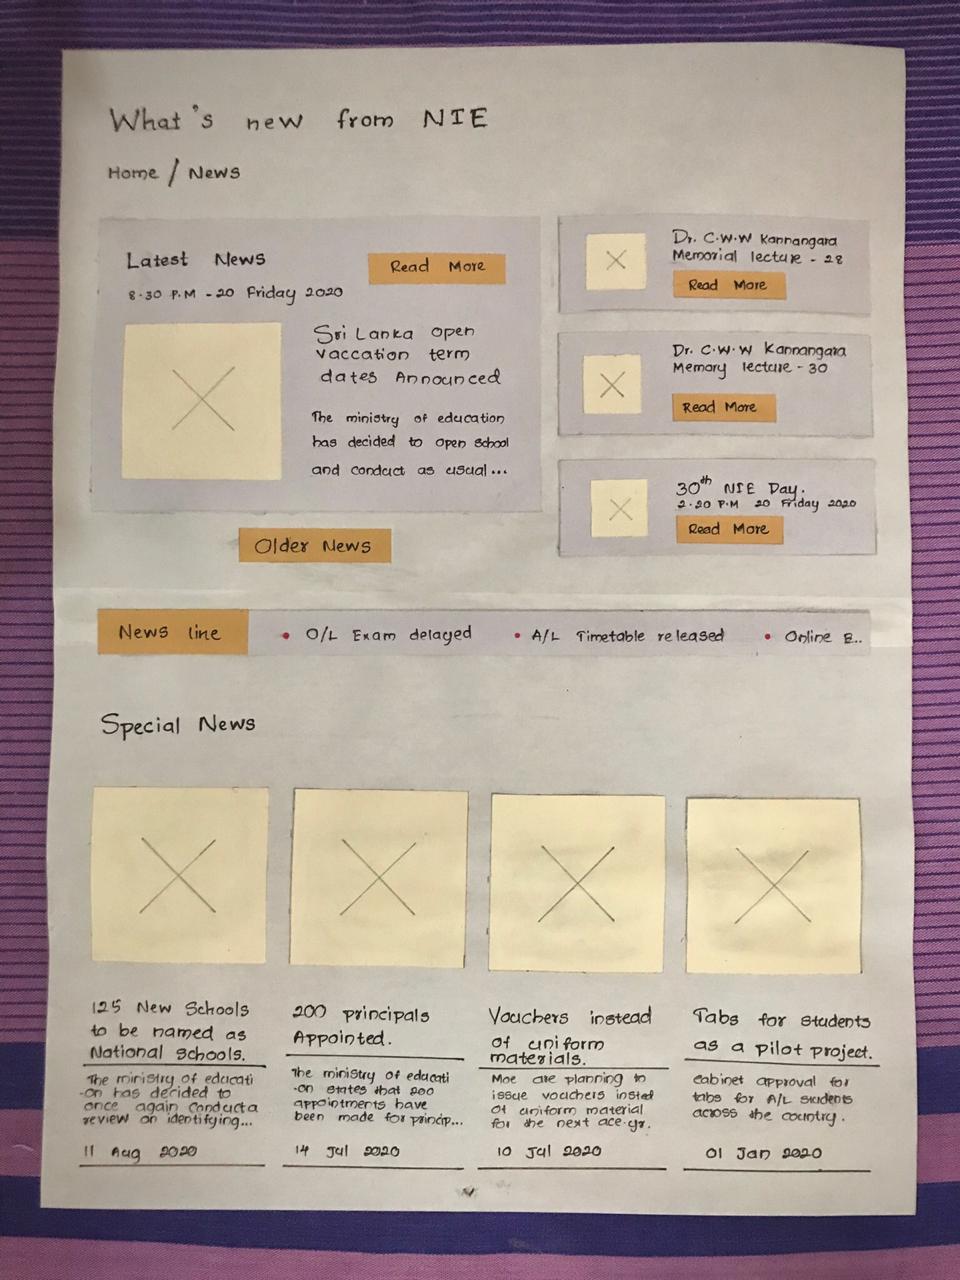 What's new from NIE
Home / News
Latest News
Read More
8.30 P.M - 20 Friday 2020
Sri Lanka open
vaccation term
dates Announced
The ministry of education
has decided to open school
and conduct as usual...
Older News
Dr. C.W.W Kannangara
Memorial lecture - 28
Read More
Dr. C.W.W Kannangara
Memory lecture - 30
Read More
30th NIE Day.
2.20 P.M 20 Friday 2020
Read More
News line
• O/L Exam delayed
• A/L Timetable released
• Online E..
Special News
125 New Schools
to be named as
National schools.
The ministry of educati
-on has decided to
once again conduct a
review on identifying...
11 Aug 2020
200 principals
Appointed.
The ministry of educati
-on states that 200
appointments have
been made for princip...
14 Jul 2020
Vouchers instead
of uniform
materials.
Moe are planning to
issue vouchers insted
of uniform material
for the next ace.yr.
10 Jul 2020
Tabs for students
as a pilot project.
cabinet approval for
tabs for A/L students
across the country.
01 Jan 2020